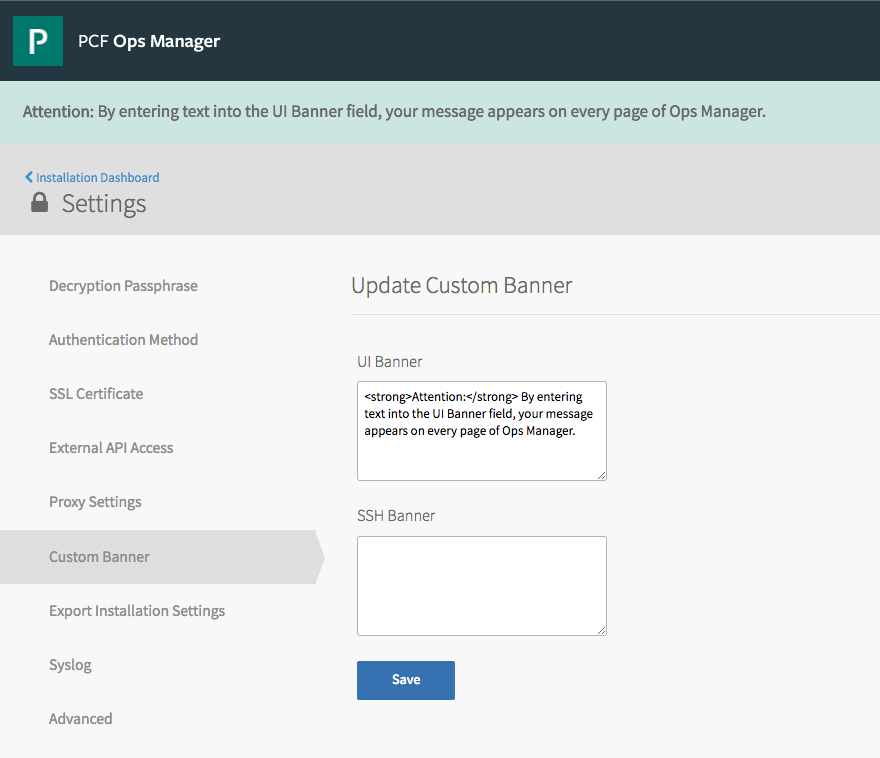 P
PCF Ops Manager
Attention: By entering text into the UI Banner field, your message appears on every page of Ops Manager.
Installation Dashboard
Settings
Decryption Passphrase
Authentication Method
SSL Certificate
External API Access
Proxy Settings
Custom Banner
Export Installation Settings
Syslog
Advanced
Update Custom Banner
UI Banner
<strong>Attention:</strong> By entering
text into the UI Banner field, your message
appears on every page of Ops Manager.
SSH Banner
Save